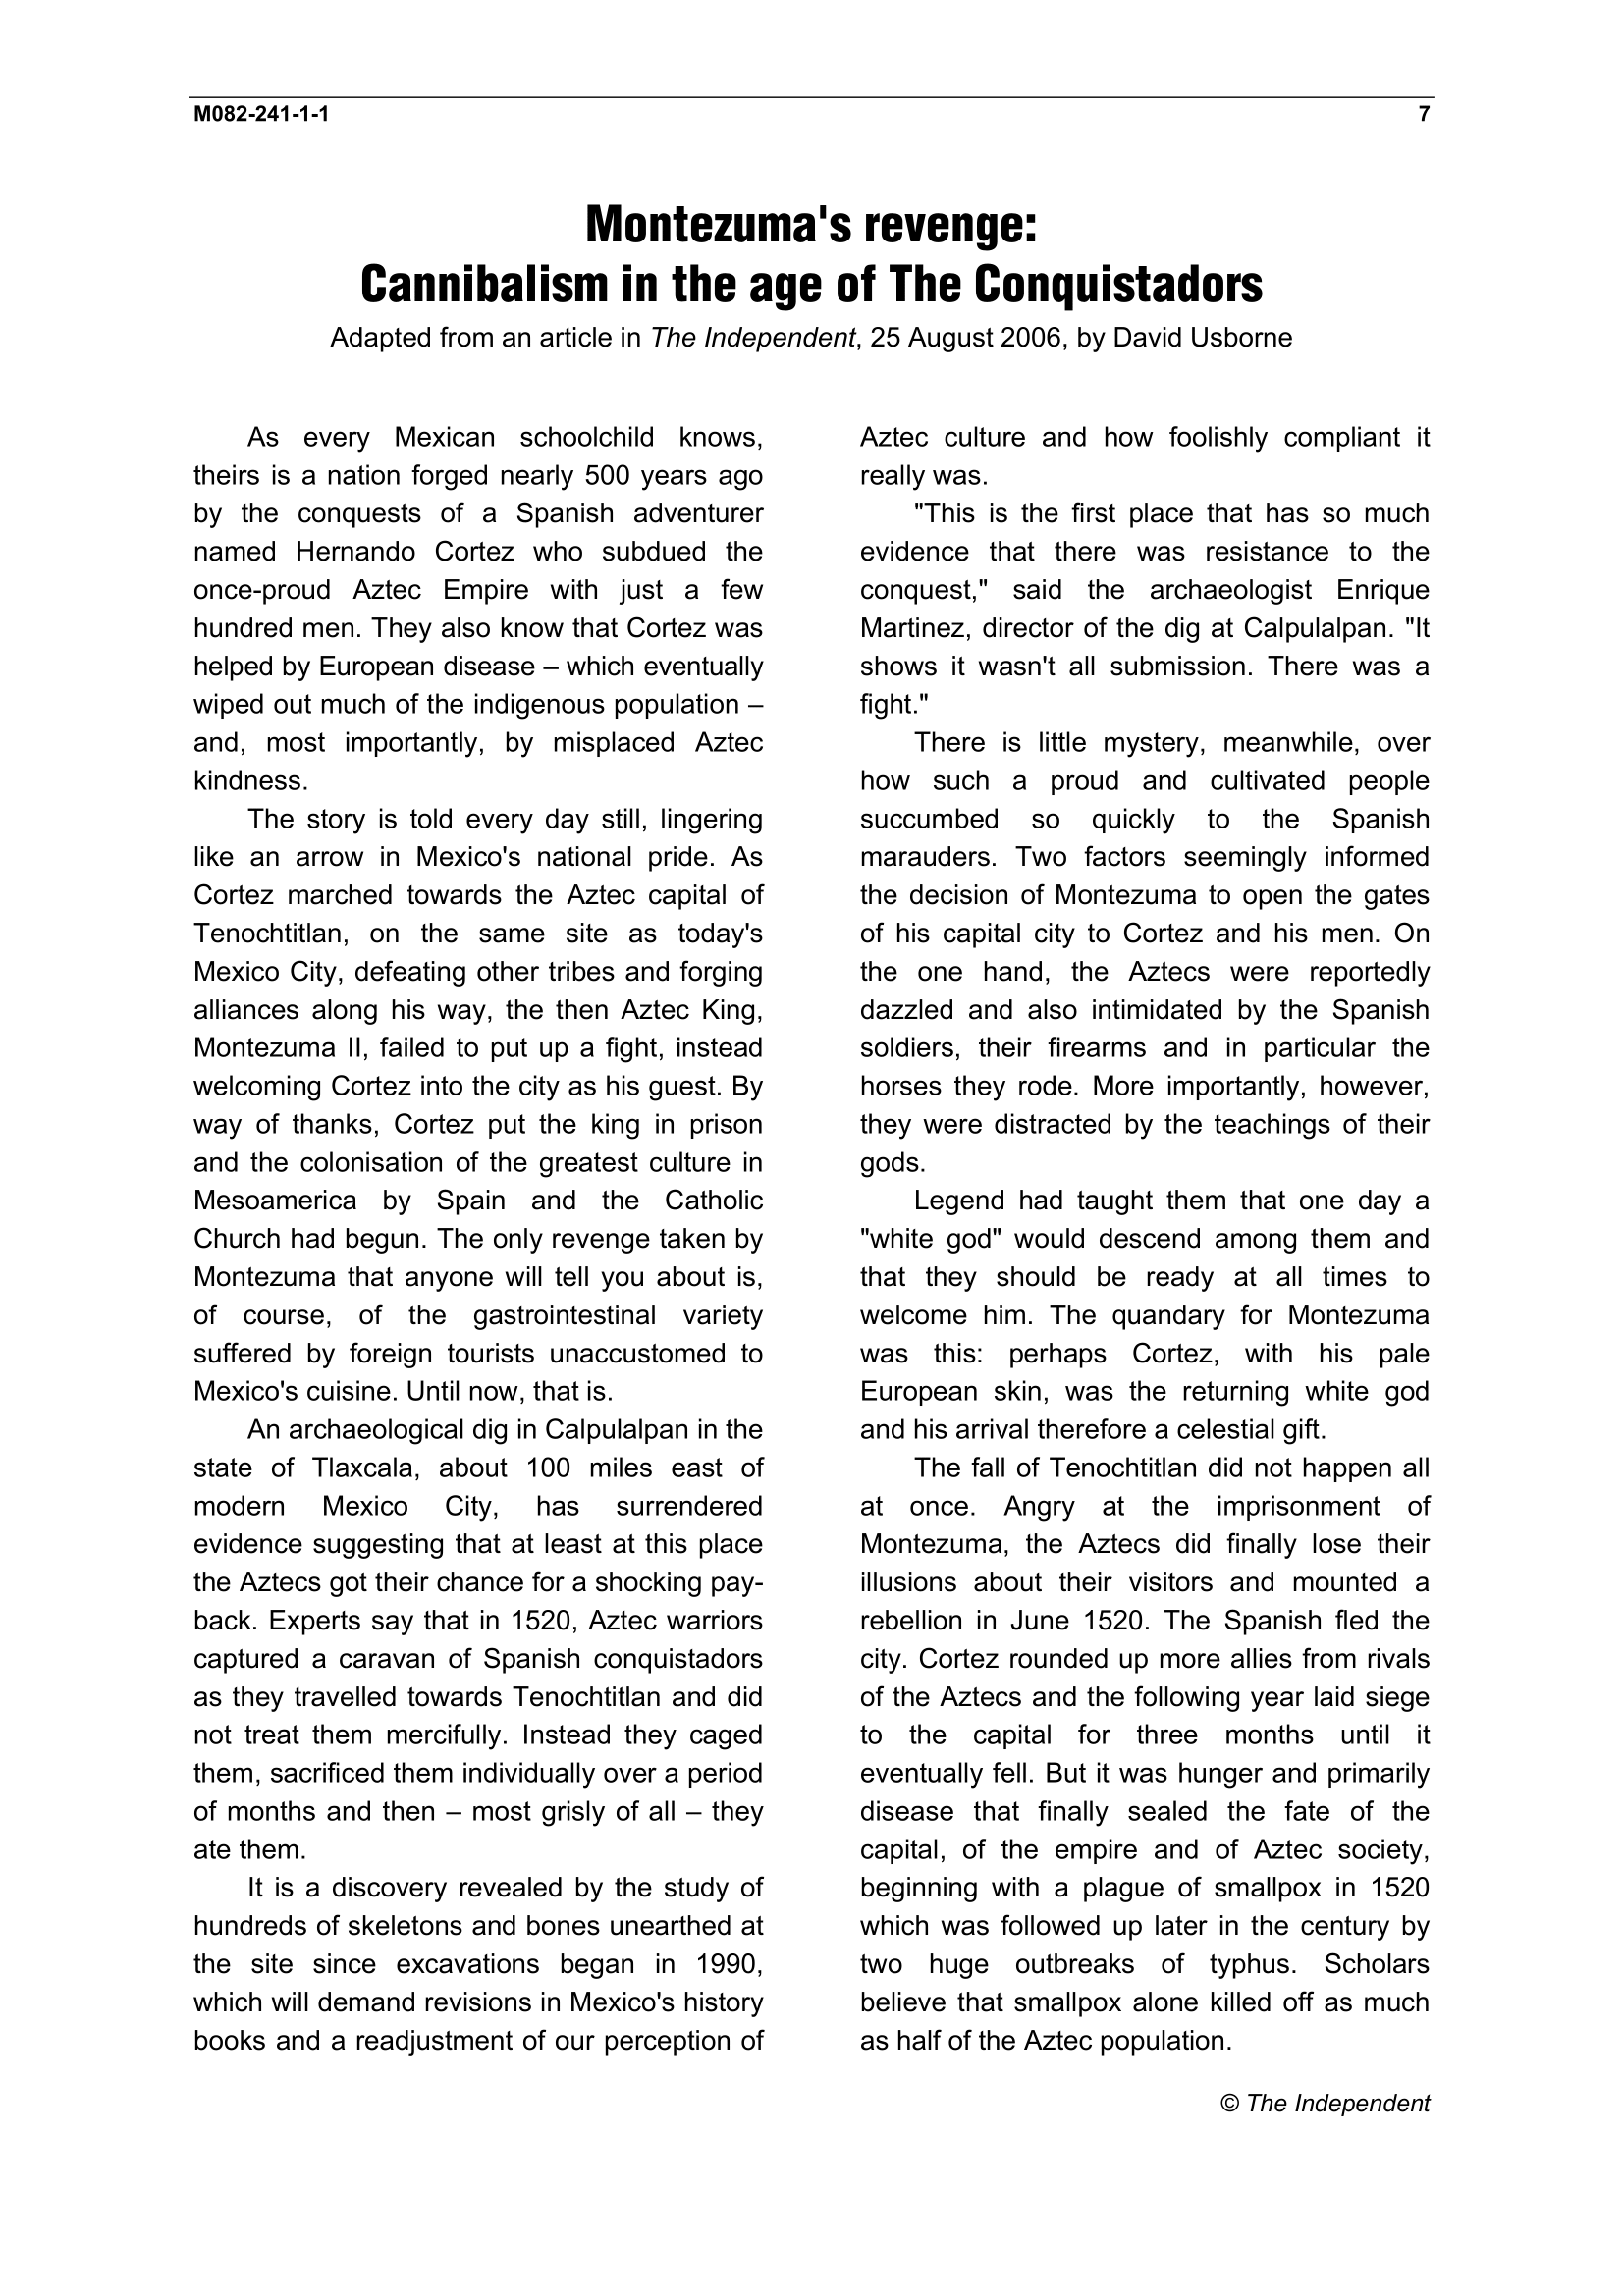 M082-241-1-1 7
Montezuma's revenge:
Cannibalism in the age of The Conquistadors
Adapted from an article in The Independent, 25 August 2006, by David Usborne
As every Mexican schoolchild knows,
theirs is a nation forged nearly 500 years ago
by the conquests of a Spanish adventurer
named Hernando Cortez who subdued the
once-proud Aztec Empire with just a few
hundred men. They also know that Cortez was
helped by European disease – which eventually
wiped out much of the indigenous population –
and, most importantly, by misplaced Aztec
kindness.
The story is told every day still, lingering
like an arrow in Mexico's national pride. As
Cortez marched towards the Aztec capital of
Tenochtitlan, on the same site as today's
Mexico City, defeating other tribes and forging
alliances along his way, the then Aztec King,
Montezuma II, failed to put up a fight, instead
welcoming Cortez into the city as his guest. By
way of thanks, Cortez put the king in prison
and the colonisation of the greatest culture in
Mesoamerica by Spain and the Catholic
Church had begun. The only revenge taken by
Montezuma that anyone will tell you about is,
of course, of the gastrointestinal variety
suffered by foreign tourists unaccustomed to
Mexico's cuisine. Until now, that is.
An archaeological dig in Calpulalpan in the
state of Tlaxcala, about 100 miles east of
modern Mexico City, has surrendered
evidence suggesting that at least at this place
the Aztecs got their chance for a shocking pay-
back. Experts say that in 1520, Aztec warriors
captured a caravan of Spanish conquistadors
as they travelled towards Tenochtitlan and did
not treat them mercifully. Instead they caged
them, sacrificed them individually over a period
of months and then – most grisly of all – they
ate them.
It is a discovery revealed by the study of
hundreds of skeletons and bones unearthed at
the site since excavations began in 1990,
which will demand revisions in Mexico's history
books and a readjustment of our perception of
Aztec culture and how foolishly compliant it
really was.
"This is the first place that has so much
evidence that there was resistance to the
conquest," said the archaeologist Enrique
Martinez, director of the dig at Calpulalpan. "It
shows it wasn't all submission. There was a
fight."
There is little mystery, meanwhile, over
how such a proud and cultivated people
succumbed so quickly to the Spanish
marauders. Two factors seemingly informed
the decision of Montezuma to open the gates
of his capital city to Cortez and his men. On
the one hand, the Aztecs were reportedly
dazzled and also intimidated by the Spanish
soldiers, their firearms and in particular the
horses they rode. More importantly, however,
they were distracted by the teachings of their
gods.
Legend had taught them that one day a
"white god" would descend among them and
that they should be ready at all times to
welcome him. The quandary for Montezuma
was this: perhaps Cortez, with his pale
European skin, was the returning white god
and his arrival therefore a celestial gift.
The fall of Tenochtitlan did not happen all
at once. Angry at the imprisonment of
Montezuma, the Aztecs did finally lose their
illusions about their visitors and mounted a
rebellion in June 1520. The Spanish fled the
city. Cortez rounded up more allies from rivals
of the Aztecs and the following year laid siege
to the capital for three months until it
eventually fell. But it was hunger and primarily
disease that finally sealed the fate of the
capital, of the empire and of Aztec society,
beginning with a plague of smallpox in 1520
which was followed up later in the century by
two huge outbreaks of typhus. Scholars
believe that smallpox alone killed off as much
as half of the Aztec population.
© The Independent